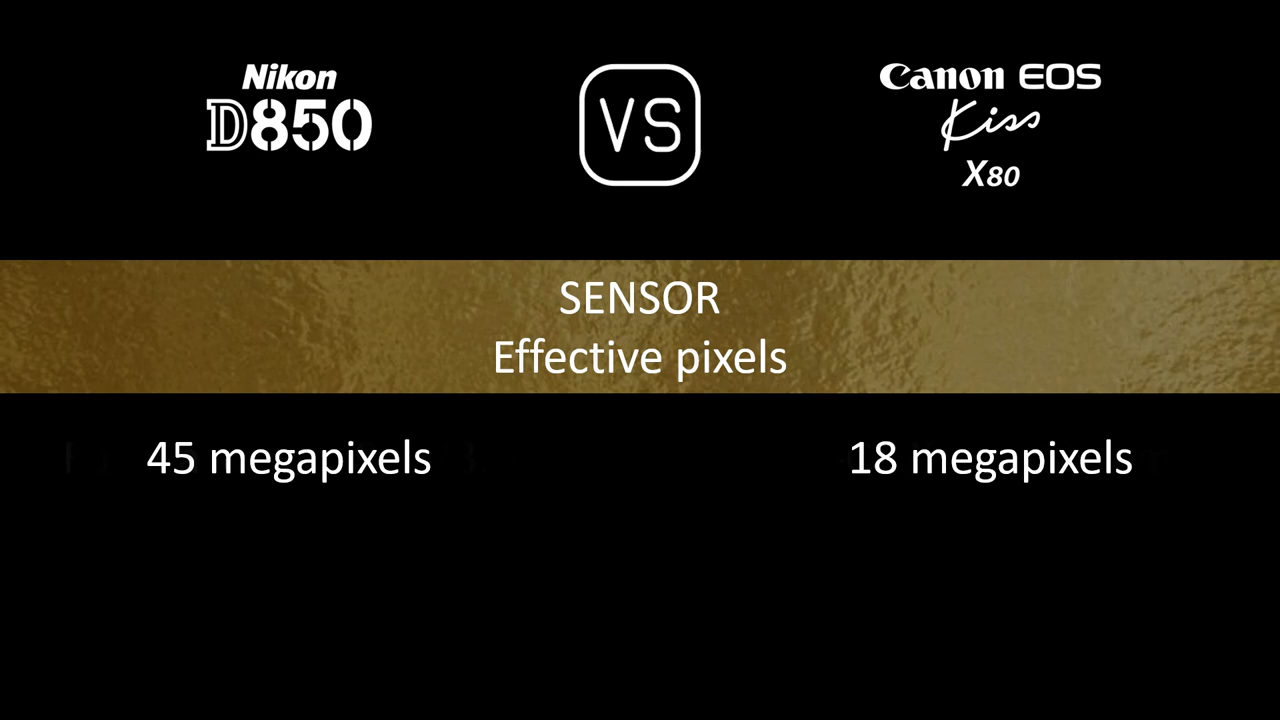 Nikon
D850
VS
Canon EOS
Kiss
X80
SENSOR
Effective pixels
45 megapixels
18 megapixels